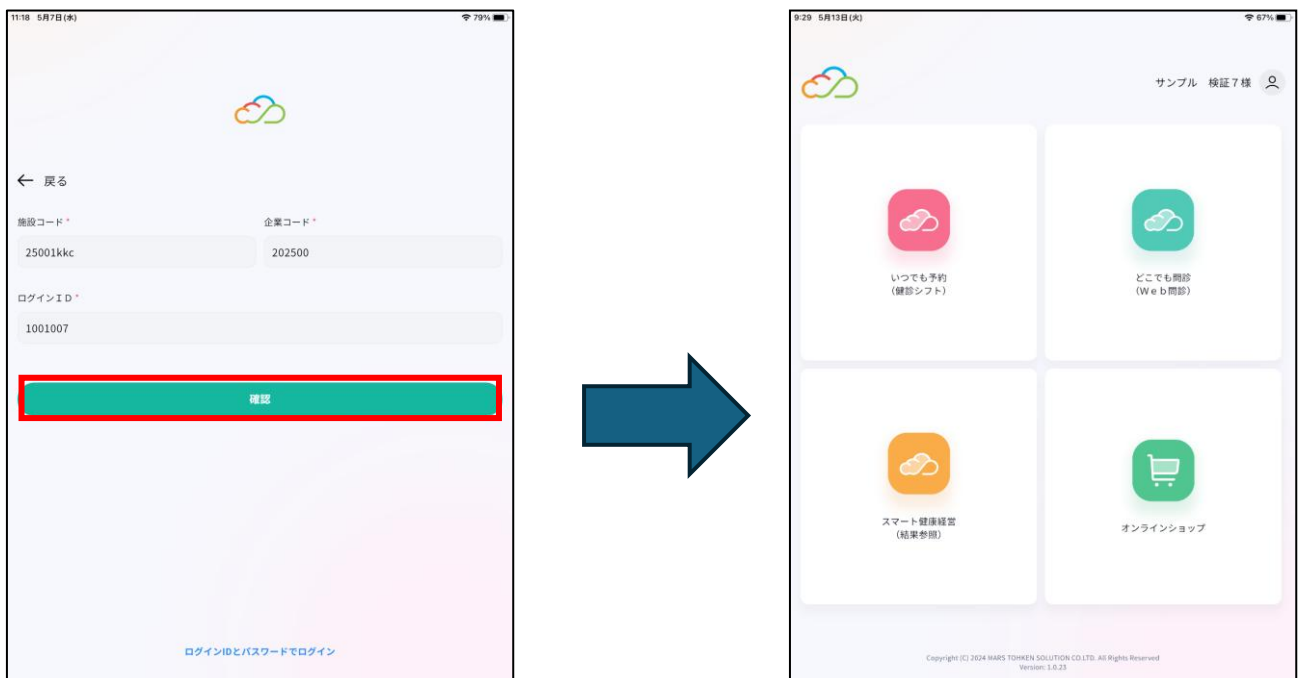 11:18 5月7日(水)
79%
戻る
施設コード *
企業コード *
25001kkc
202500
ログインＩＤ *
1001007
確認
ログインIDとパスワードでログイン
9:29 5月13日(火)
67%
サンプル 検証７様
いつでも予約
（健診シフト）
どこでも問診
（Ｗｅｂ問診）
スマート健康経営
（結果参照）
オンラインショップ
Copyright (C) 2024 MARS TOHKEN SOLUTION CO.LTD. All Rights Reserved
Version: 1.0.23